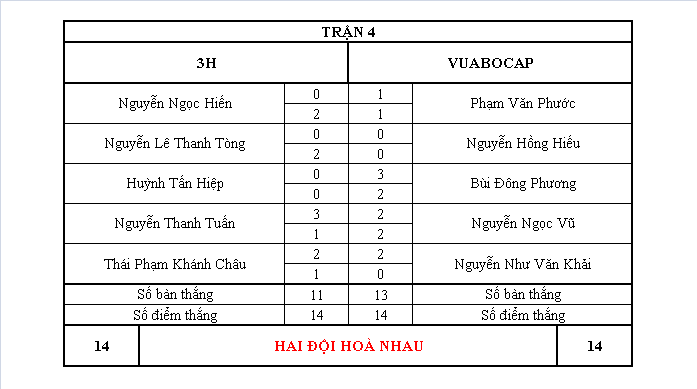 TRẬN 4
3H VUABOCAP
Nguyễn Ngọc Hiến 0 1 Phạm Văn Phước
2 1
Nguyễn Lê Thanh Tòng 0 0 Nguyễn Hồng Hiếu
2 0
Huỳnh Tấn Hiệp 0 3 Bùi Đông Phương
0 2
Nguyễn Thanh Tuấn 3 2 Nguyễn Ngọc Vũ
1 2
Thái Phạm Khánh Châu 2 2 Nguyễn Như Văn Khải
1 0
Số bàn thắng 11 13 Số bàn thắng
Số điểm thắng 14 14 Số điểm thắng
14 HAI ĐỘI HOÀ NHAU 14